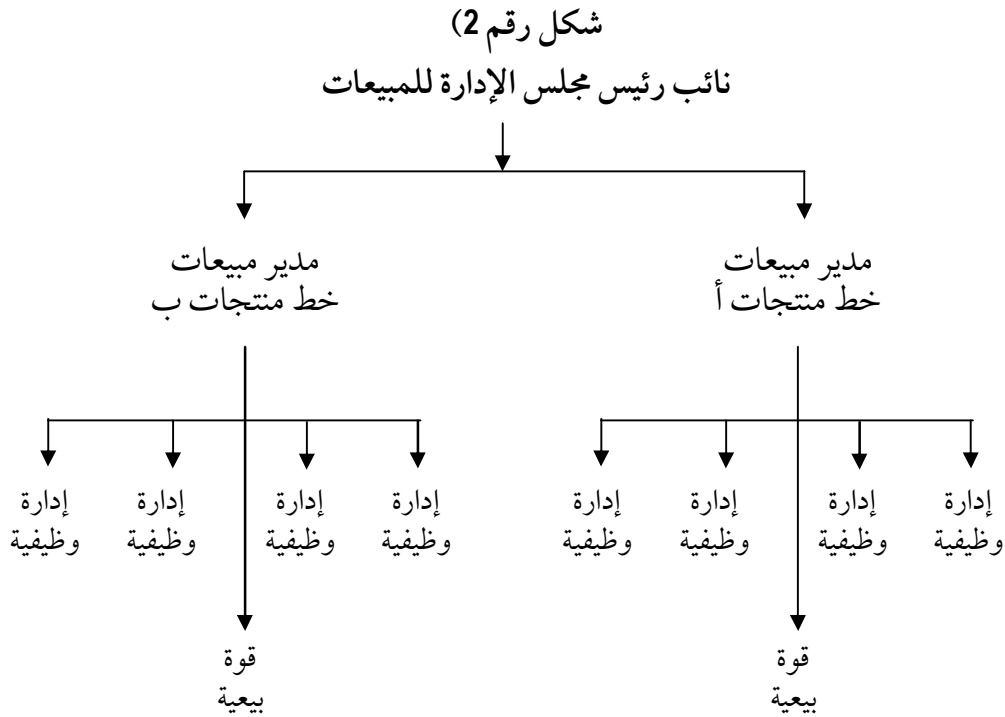 شكل رقم 2)
نائب رئيس مجلس الإدارة للمبيعات
مدير مبيعات
خط منتجات أ
مدير مبيعات
خط منتجات ب
إدارة
وظيفية
إدارة
وظيفية
إدارة
وظيفية
إدارة
وظيفية
إدارة
وظيفية
إدارة
وظيفية
إدارة
وظيفية
إدارة
وظيفية
قوة
بيعية
قوة
بيعية